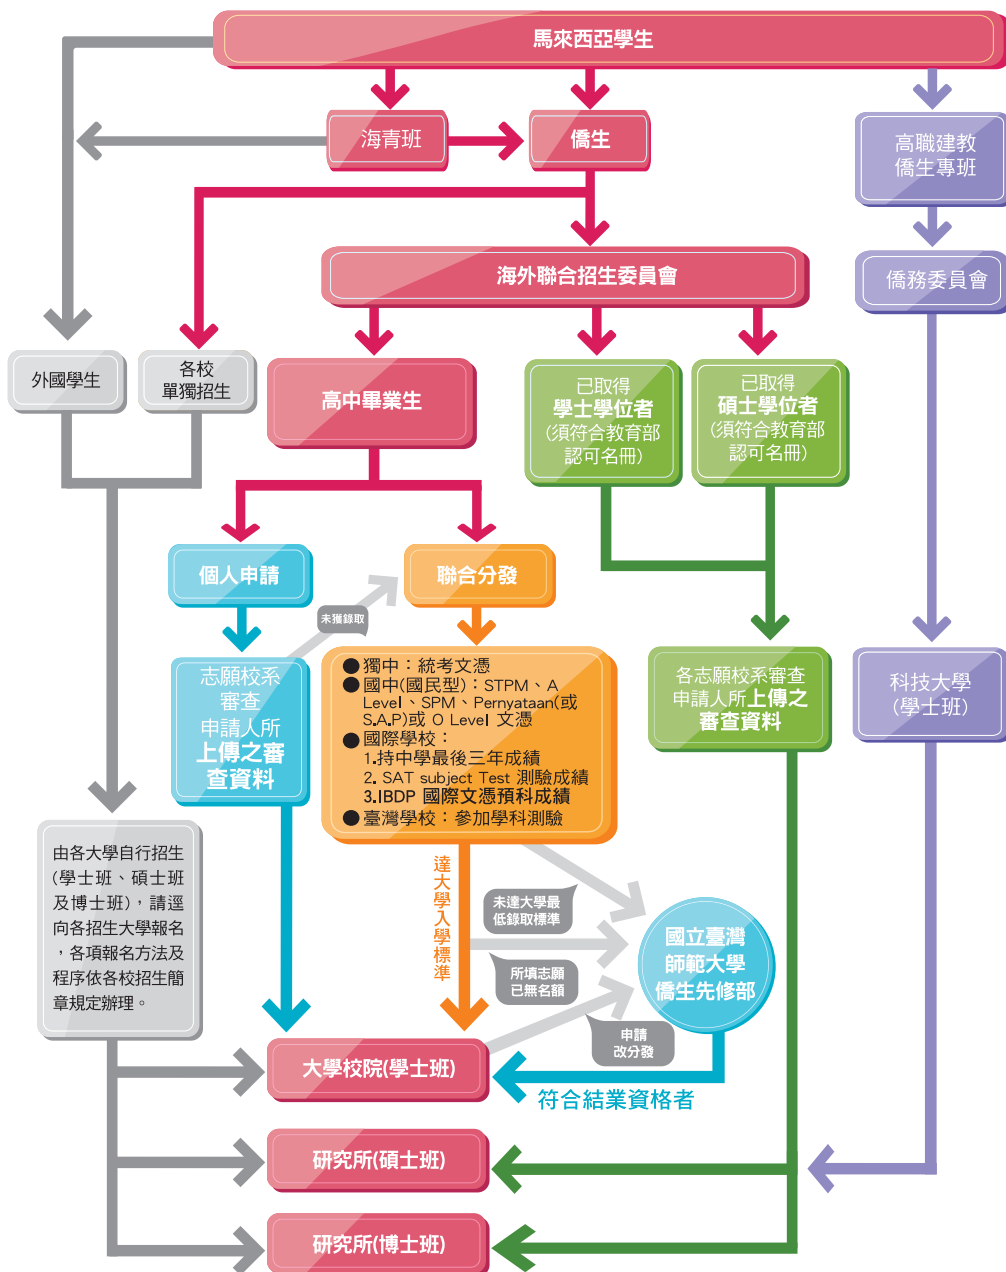 馬來西亞學生
海青班
僑生
高職建教
僑生專班
海外聯合招生委員會
僑務委員會
外國學生
各校
單獨招生
高中畢業生
已取得
學士學位者
(須符合教育部
認可名冊)
已取得
碩士學位者
(須符合教育部
認可名冊)
個人申請
聯合分發
未獲錄取
志願校系
審查
申請人所
上傳之審
查資料
●獨中：統考文憑
●國中(國民型)：STPM、A
Level、SPM、Pernyataan(或
S.A.P)或 O Level 文憑
●國際學校：
1.持中學最後三年成績
2. SAT subject Test 測驗成績
3.IBDP 國際文憑預科成績
●臺灣學校：參加學科測驗
各志願校系審查
申請人所上傳之
審查資料
科技大學
(學士班)
由各大學自行招生
(學士班、碩士班
及博士班)，請逕
向各招生大學報名
，各項報名方法及
程序依各校招生簡
章規定辦理。
達大學入學標準
未達大學最
低錄取標準
所填志願
已無名額
申請
改分發
國立臺灣
師範大學
僑生先修部
大學校院(學士班)
符合結業資格者
研究所(碩士班)
研究所(博士班)